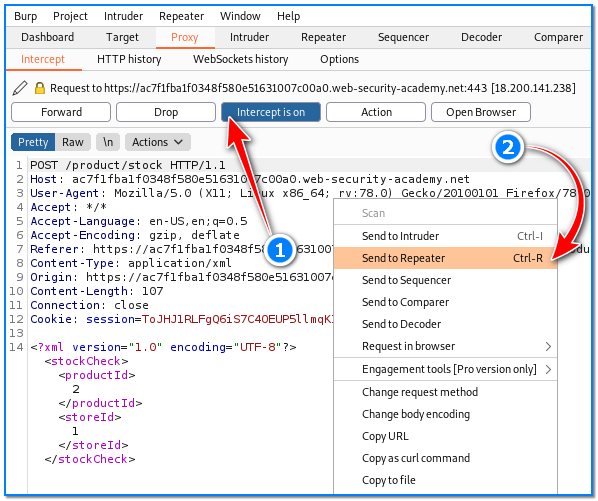 Burp Project Intruder Repeater Window Help
Dashboard Target Proxy Intruder Repeater Sequencer Decoder Comparer
Intercept HTTP history WebSockets history Options
Request to https://ac7f1fba1f0348f580e51631007c00a0.web-security-academy.net:443 [18.200.141.238]
Forward Drop Intercept is on Action Open Browser
Pretty Raw \n Actions
1 POST /product/stock HTTP/1.1
2 Host: ac7f1fba1f0348f580e51631007c00a0.web-security-academy.net
3 User-Agent: Mozilla/5.0 (X11; Linux x86_64; rv:78.0) Gecko/20100101 Firefox/78.0
4 Accept: */*
5 Accept-Language: en-US,en;q=0.5
6 Accept-Encoding: gzip, deflate
7 Referer: https://ac7f1fba1f0348f580e51631007
8 Content-Type: application/xml
9 Origin: https://ac7f1fba1f0348f580e51631007
10 Content-Length: 107
11 Connection: close
12 Cookie: session=
13
14 <?xml version="1.0" encoding="UTF-8"?>
<stockCheck>
<productId>
2
</productId>
<storeId>
1
</storeId>
</stockCheck>
1
2
Scan
Send to Intruder Ctrl-I
Send to Repeater Ctrl-R
Send to Sequencer
Send to Comparer
Send to Decoder
Request in browser
Engagement tools [Pro version only]
Change request method
Change body encoding
Copy URL
Copy as curl command
Copy to file